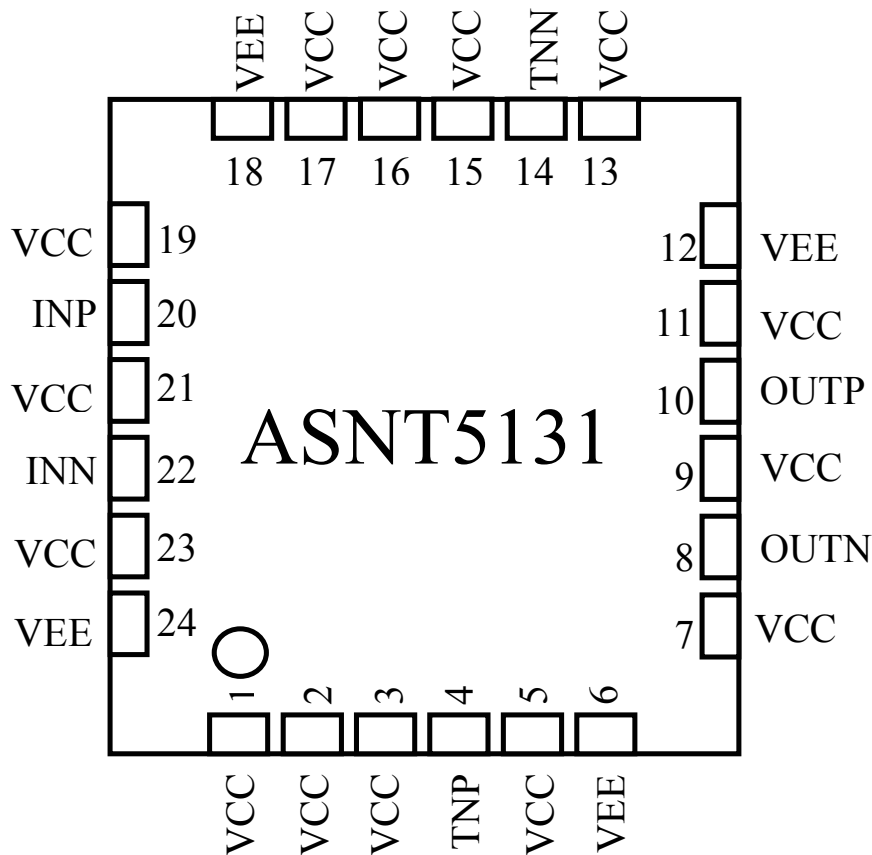 VEE VCC VCC VCC TNN VCC
18 17 16 15 14 13
VCC 19 12 VEE
INP 20 11 VCC
VCC 21 10 OUTP
ASNT5131
INN 22 9 VCC
VCC 23 8 OUTN
VEE 24 7 VCC
1 2 3 4 5 6
VCC VCC VCC TNP VCC VEE